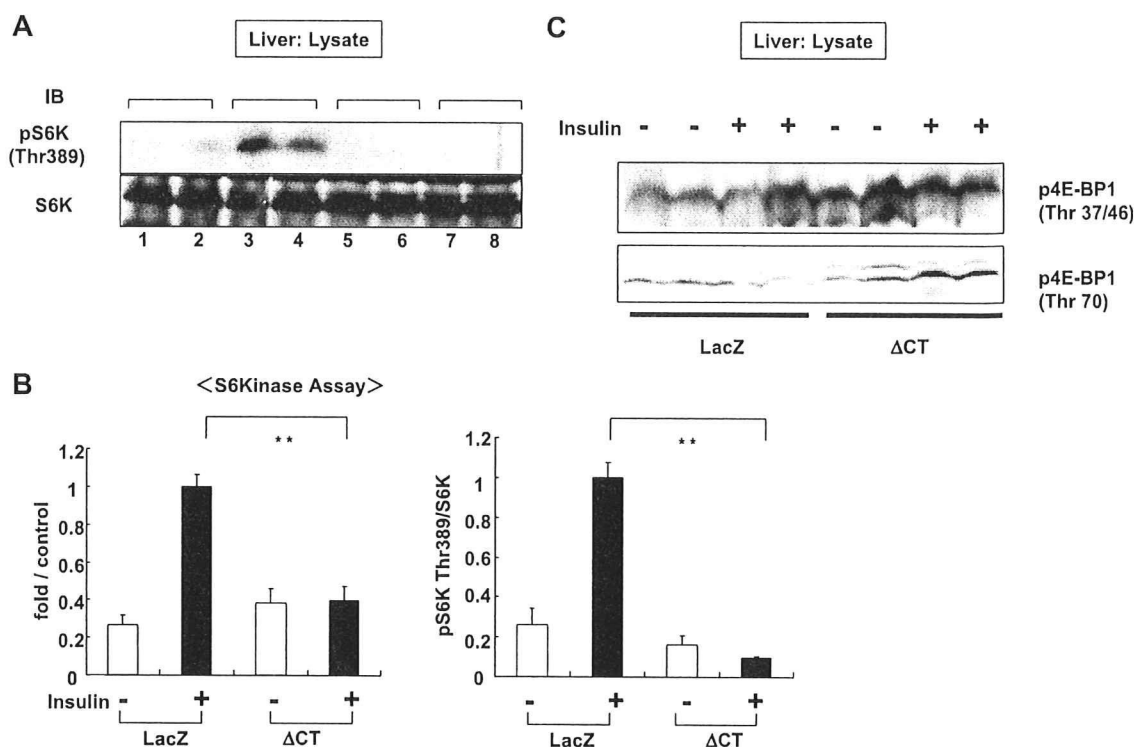 A
Liver: Lysate
IB
pS6K
(Thr389)
S6K
1 2 3 4 5 6 7 8
C
Liver: Lysate
Insulin - - + + - - + +
p4E-BP1
(Thr 37/46)
p4E-BP1
(Thr 70)
LacZ ΔCT
B
<S6Kinase Assay>
**
fold / control
1.2
1
0.8
0.6
0.4
0.2
0
Insulin - + - +
LacZ ΔCT
**
pS6K Thr389/S6K
1.2
1
0.8
0.6
0.4
0.2
0
- + - +
LacZ ΔCT